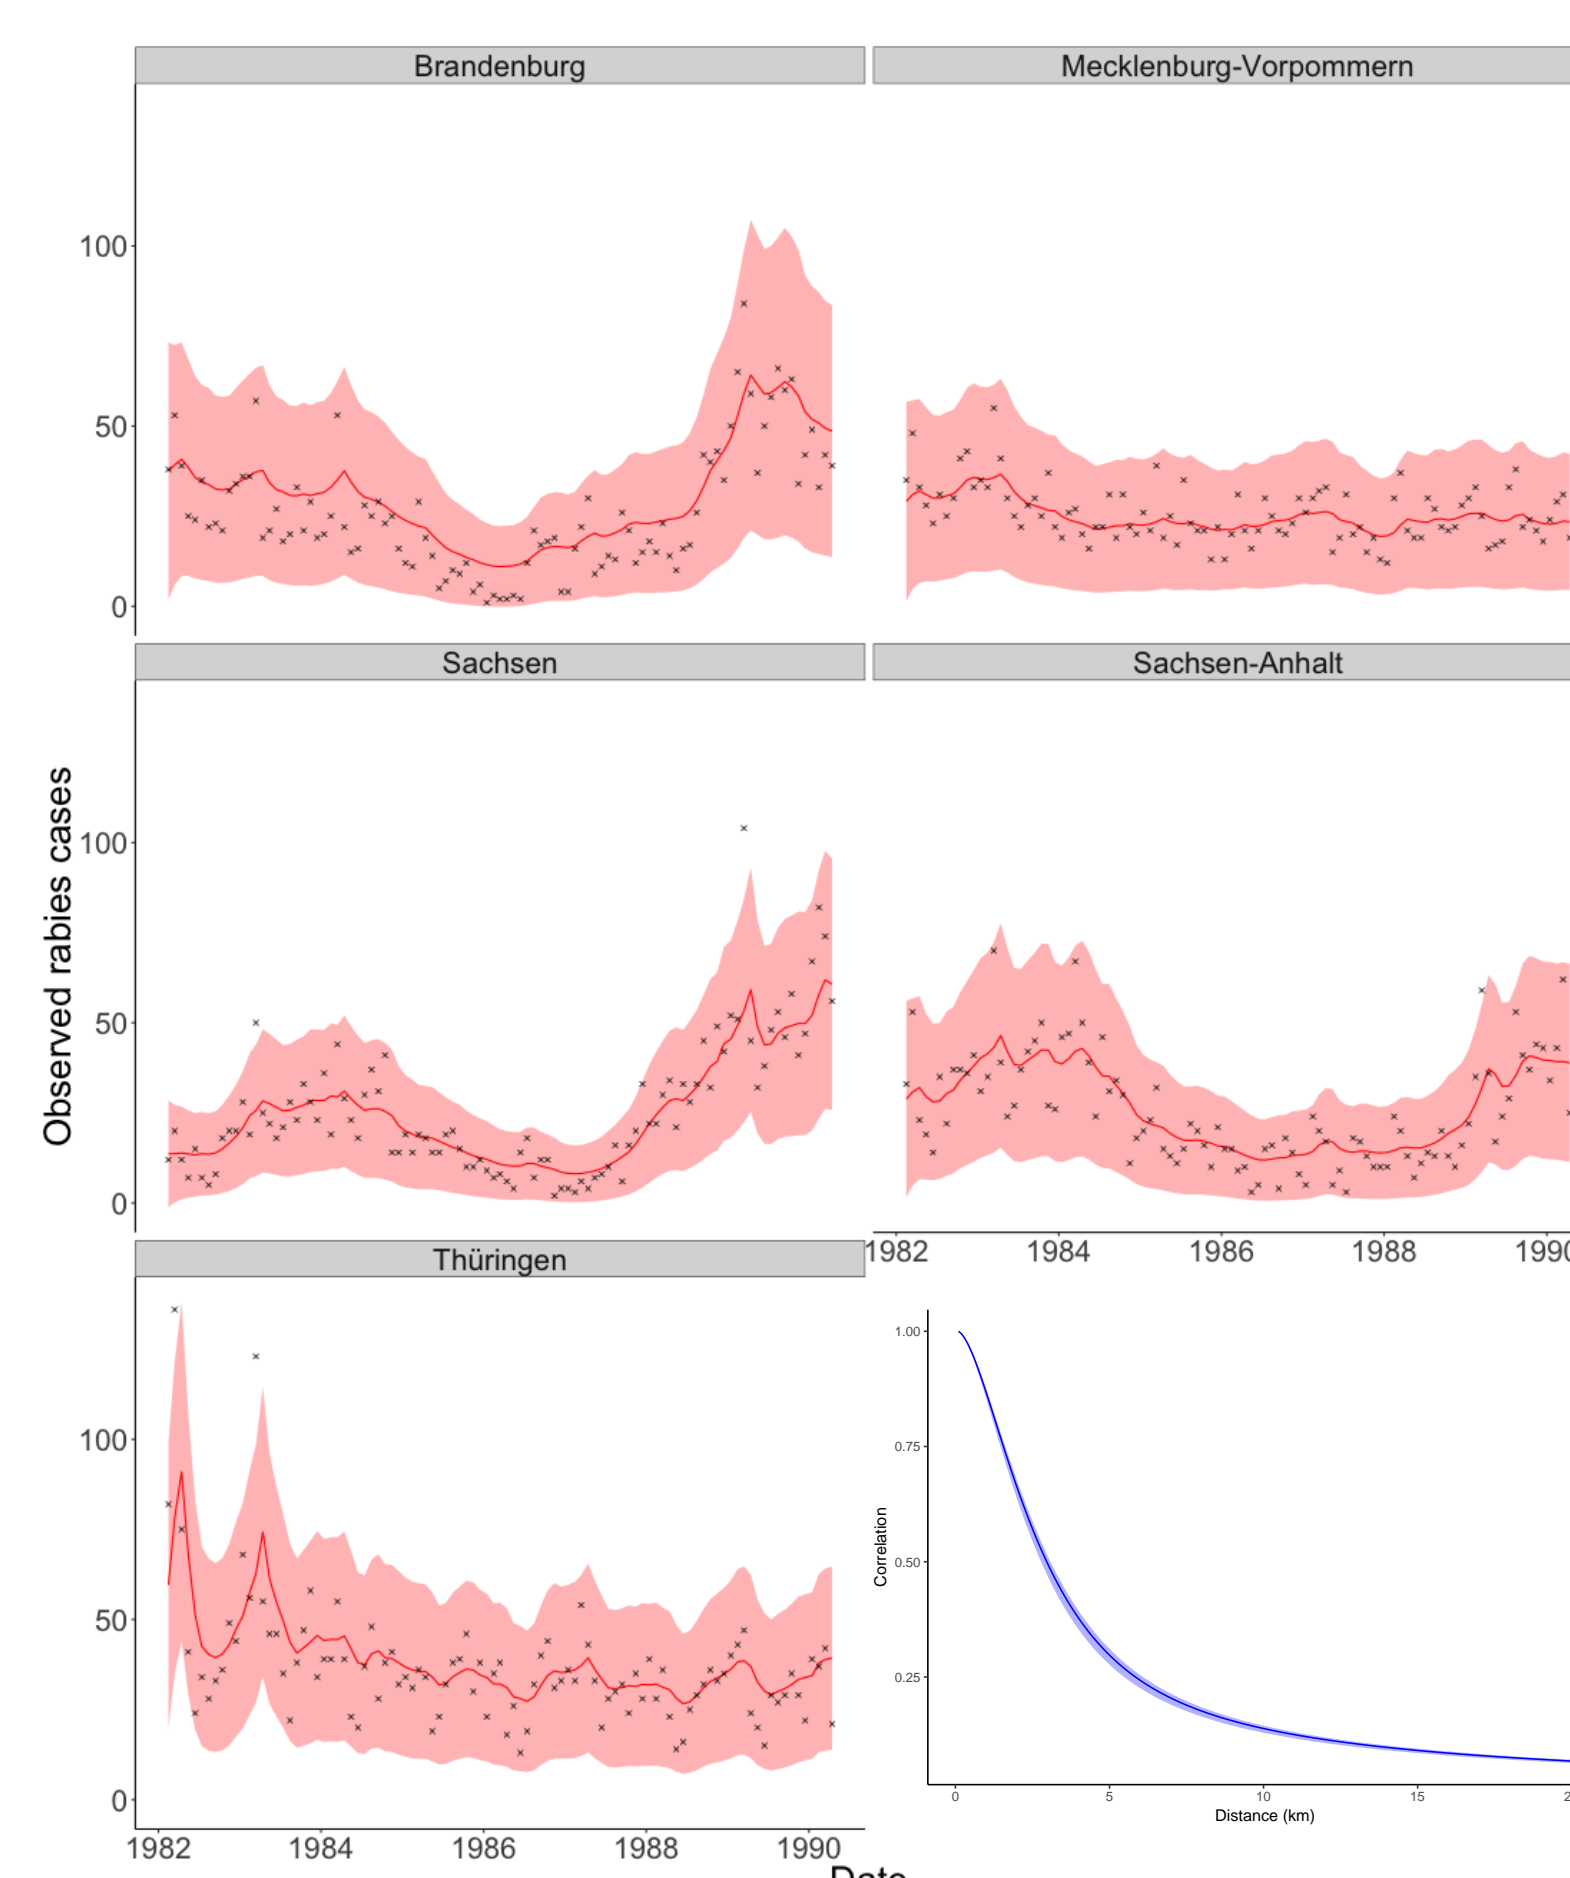 Brandenburg
Mecklenburg-Vorpommern
100
50
0
Sachsen
Sachsen-Anhalt
Observed rabies cases
100
50
0
1982 1984 1986 1988
Thüringen
100
50
0
1982 1984 1986 1988 1990
1.00
0.75
0.50
0.25
Correlation
0 5 10 15
Distance (km)
Date